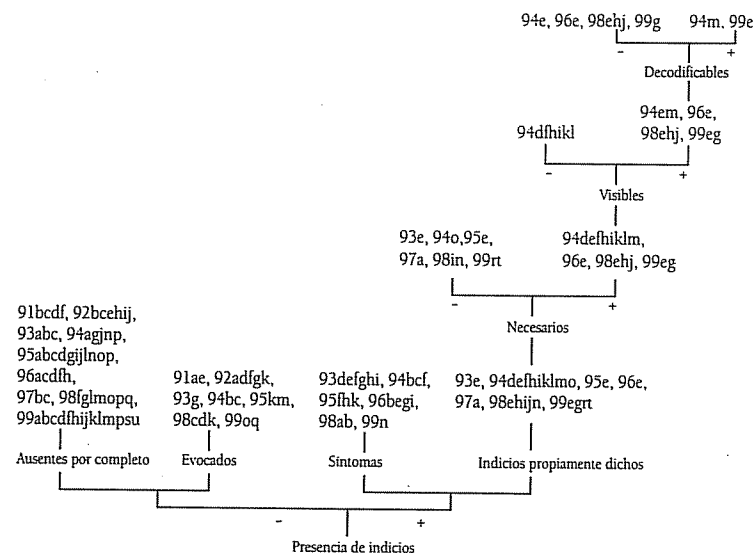 94e, 96e, 98ehj, 99g 94m, 99e
- +
Decodificables
94em, 96e,
94dfhikl 98ehj, 99eg
- +
Visibles
93e, 94o,95e, 94defhiklm,
97a, 98in, 99rt 96e, 98ehj, 99eg
- +
Necesarios
91bcdf, 92bcehij,
93abc, 94agjnp,
95abcdgijlnop,
96acdfh,
97bc, 98fglmopq,
99abcdfhijklmpsu
Ausentes por completo
91ae, 92adfgk,
93g, 94bc, 95km,
98cdk, 99oq
Evocados
93defghi, 94bcf,
95fhk, 96begi,
98ab, 99n
Síntomas
93e, 94defhiklmo, 95e, 96e,
97a, 98ehijn, 99egrt
Indicios propiamente dichos
- +
Presencia de indicios